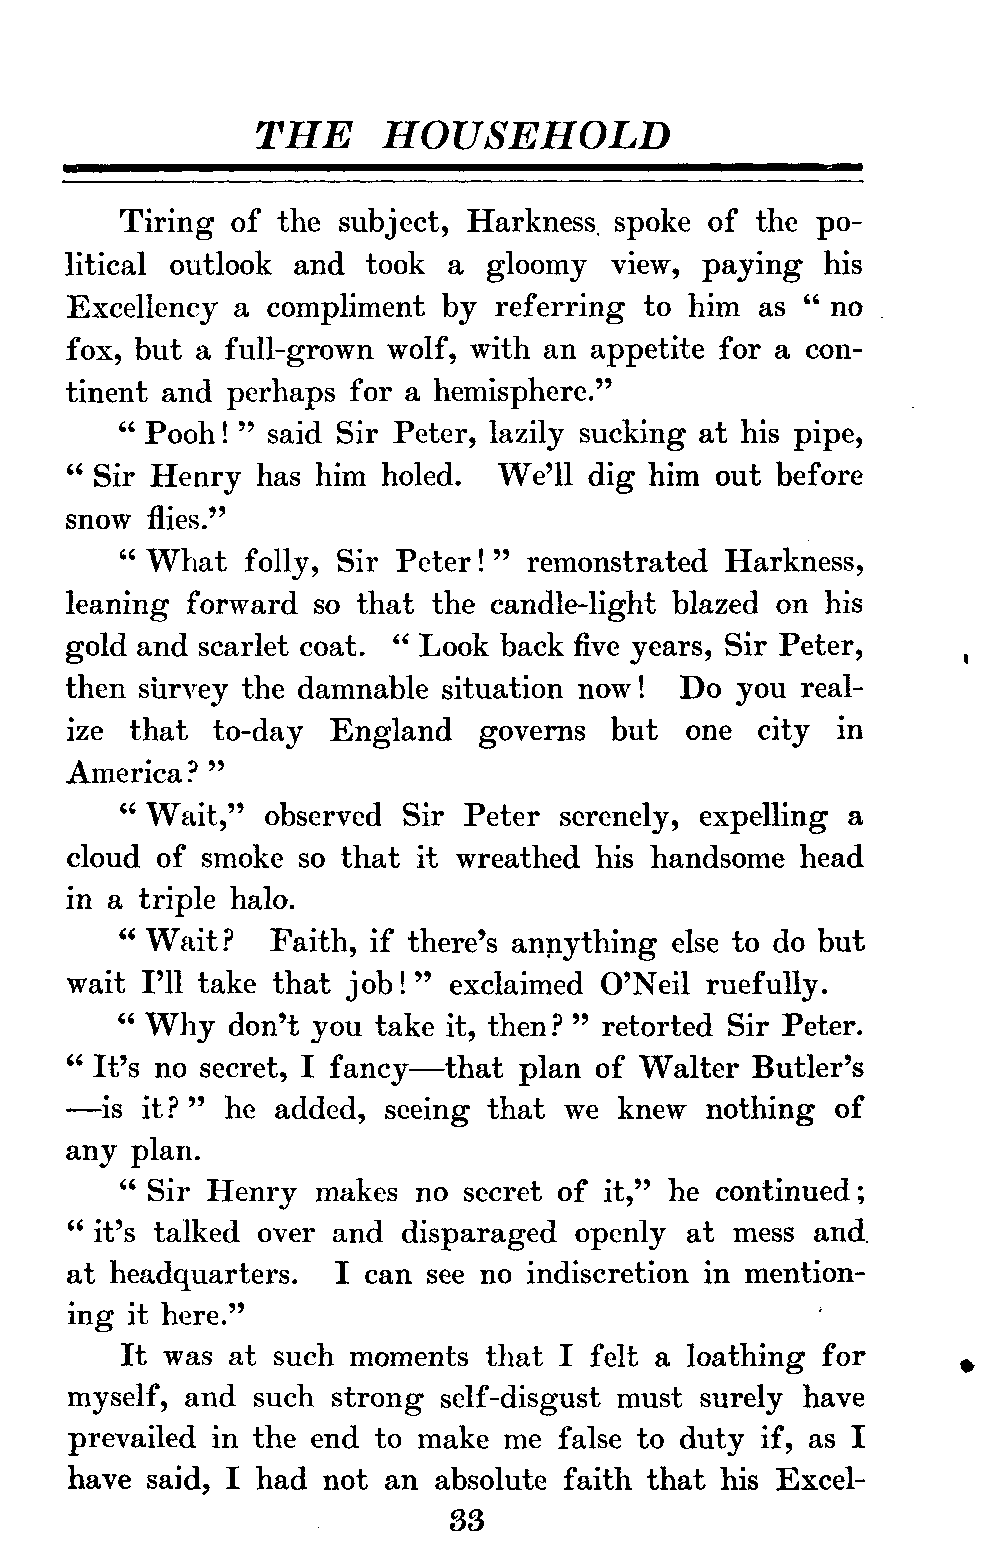 THE HOUSEHOLD
Tiring of the subject, Harkness spoke of the po-
litical outlook and took a gloomy view, paying his
Excellency a compliment by referring to him as “ no
fox, but a full-grown wolf, with an appetite for a con-
tinent and perhaps for a hemisphere.”
“ Pooh! ” said Sir Peter, lazily sucking at his pipe,
“ Sir Henry has him holed. We’ll dig him out before
snow flies.”
“ What folly, Sir Peter! ” remonstrated Harkness,
leaning forward so that the candle-light blazed on his
gold and scarlet coat. “ Look back five years, Sir Peter,
then survey the damnable situation now! Do you real-
ize that to-day England governs but one city in
America? ”
“ Wait,” observed Sir Peter serenely, expelling a
cloud of smoke so that it wreathed his handsome head
in a triple halo.
“ Wait? Faith, if there’s annything else to do but
wait I’ll take that job! ” exclaimed O’Neil ruefully.
“ Why don’t you take it, then? ” retorted Sir Peter.
“ It’s no secret, I fancy—that plan of Walter Butler’s
—is it? ” he added, seeing that we knew nothing of
any plan.
“ Sir Henry makes no secret of it,” he continued;
“ it’s talked over and disparaged openly at mess and
at headquarters. I can see no indiscretion in mention-
ing it here.”
It was at such moments that I felt a loathing for
myself, and such strong self-disgust must surely have
prevailed in the end to make me false to duty if, as I
have said, I had not an absolute faith that his Excel-
33